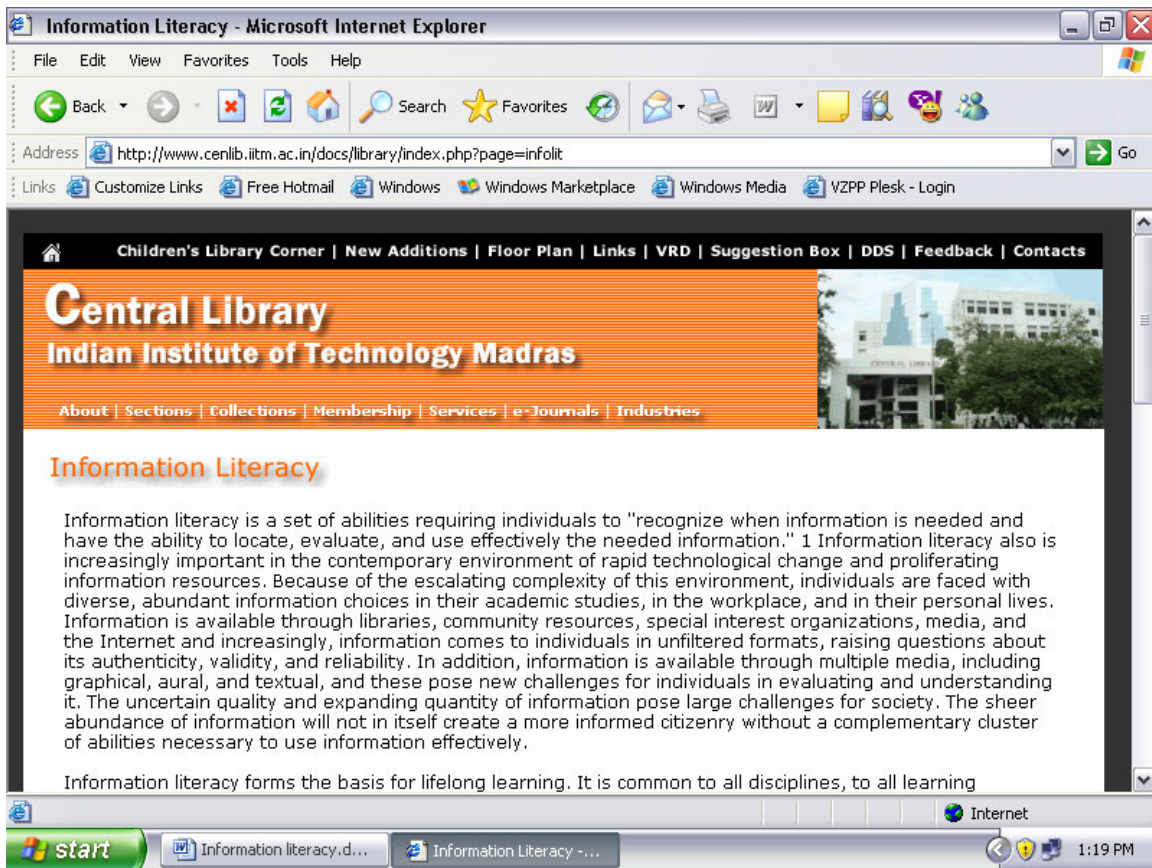 Information Literacy - Microsoft Internet Explorer
File Edit View Favorites Tools Help
Back Search Favorites
Address http://www.cenlib.iitm.ac.in/docs/library/index.php?page=infolit Go
Links Customize Links Free Hotmail Windows Windows Marketplace Windows Media VZPP Plesk - Login
Children's Library Corner | New Additions | Floor Plan | Links | VRD | Suggestion Box | DDS | Feedback | Contacts
Central Library
Indian Institute of Technology Madras
CENTRAL LIBRARY
About | Sections | Collections | Membership | Services | e-Journals | Industries
Information Literacy
Information literacy is a set of abilities requiring individuals to "recognize when information is needed and
have the ability to locate, evaluate, and use effectively the needed information." 1 Information literacy also is
increasingly important in the contemporary environment of rapid technological change and proliferating
information resources. Because of the escalating complexity of this environment, individuals are faced with
diverse, abundant information choices in their academic studies, in the workplace, and in their personal lives.
Information is available through libraries, community resources, special interest organizations, media, and
the Internet and increasingly, information comes to individuals in unfiltered formats, raising questions about
its authenticity, validity, and reliability. In addition, information is available through multiple media, including
graphical, aural, and textual, and these pose new challenges for individuals in evaluating and understanding
it. The uncertain quality and expanding quantity of information pose large challenges for society. The sheer
abundance of information will not in itself create a more informed citizenry without a complementary cluster
of abilities necessary to use information effectively.
Information literacy forms the basis for lifelong learning. It is common to all disciplines, to all learning
Internet
start Information literacy.d... Information Literacy -... 1:19 PM